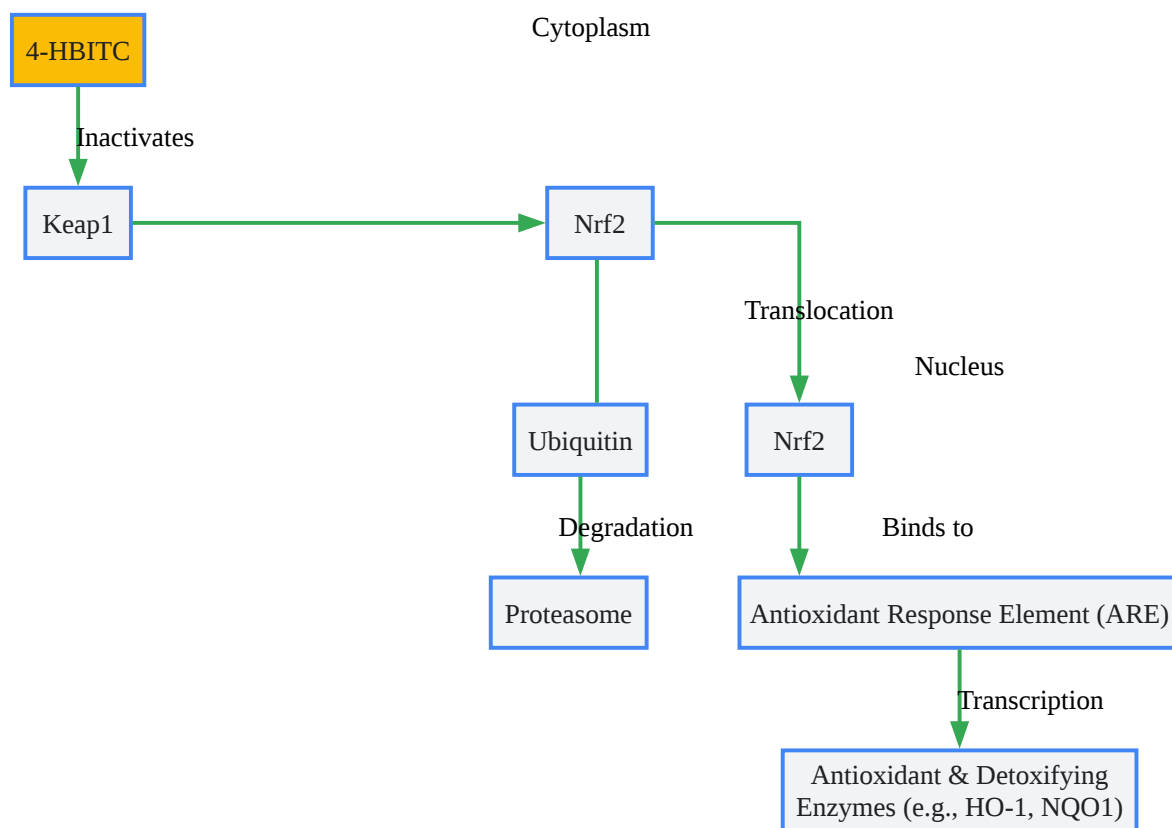 Cytoplasm
4-HBITC
Inactivates
Keap1
Nrf2
Translocation
Nucleus
Ubiquitin
Nrf2
Degradation
Binds to
Proteasome
Antioxidant Response Element (ARE)
Transcription
Antioxidant & Detoxifying
Enzymes (e.g., HO-1, NQO1)